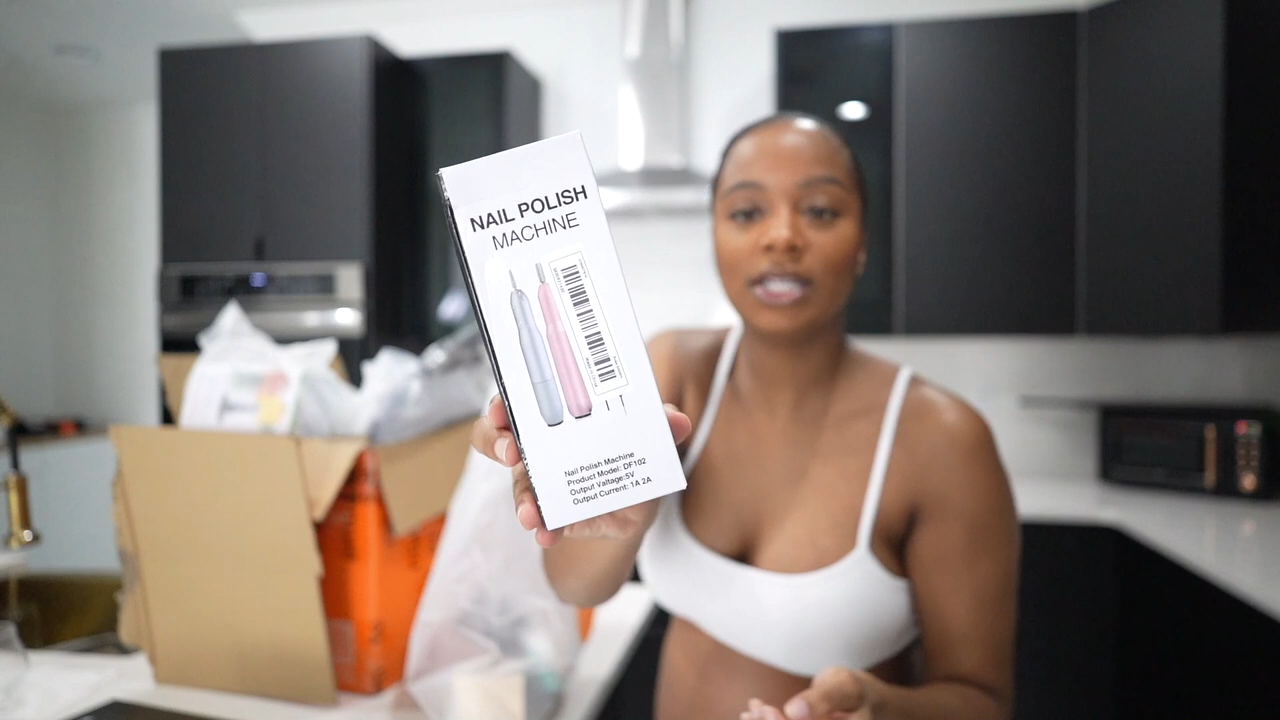 NAIL POLISH
MACHINE
Nail Polish Machine
Product Model: DF102
Output Valtage:5V
Output Current: 1A 2A